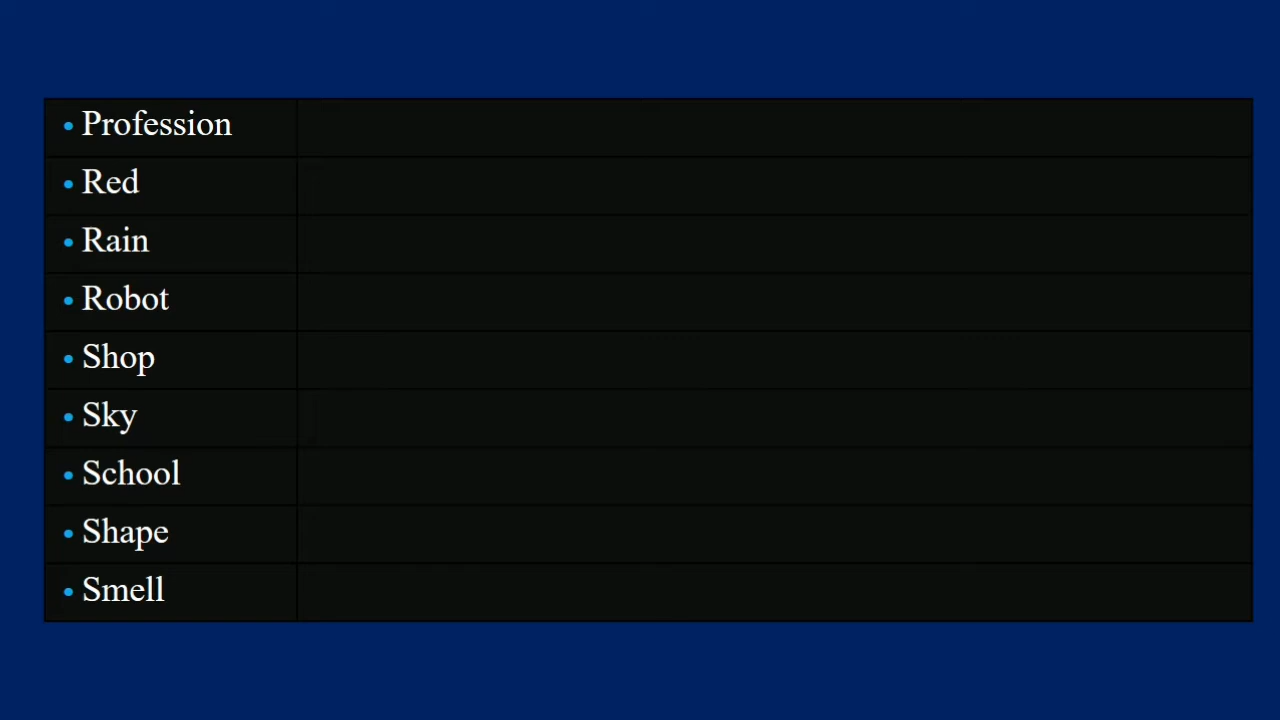 • Profession
• Red
• Rain
• Robot
• Shop
• Sky
• School
• Shape
• Smell